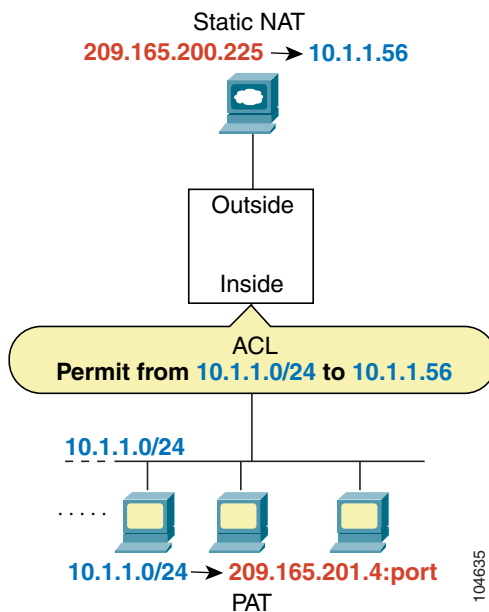 Static NAT
209.165.200.225 → 10.1.1.56
Outside
Inside
ACL
Permit from 10.1.1.0/24 to 10.1.1.56
10.1.1.0/24
10.1.1.0/24 → 209.165.201.4:port
PAT
104635